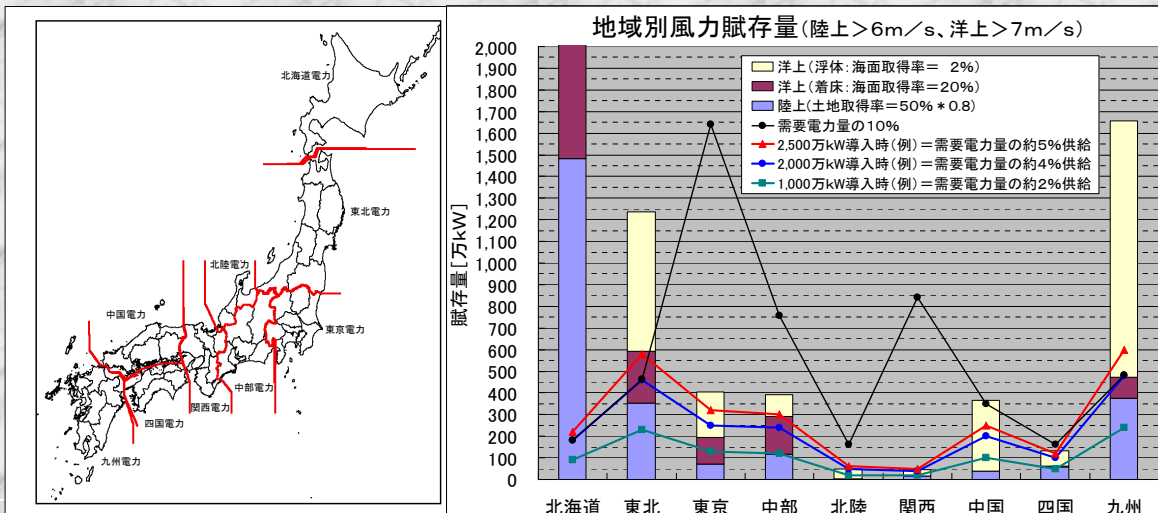 北海道電力
東北電力
北陸電力
中国電力
東京電力
中部電力
関西電力
四国電力
九州電力
地域別風力賦存量(陸上>6m/s、洋上>7m/s)
賦存量[万kW]
2,000
1,900
1,800
1,700
1,600
1,500
1,400
1,300
1,200
1,100
1,000
900
800
700
600
500
400
300
200
100
0
洋上(浮体:海面取得率= 2%)
洋上(着床:海面取得率=20%)
陸上(土地取得率=50%*0.8)
需要電力量の10%
2,500万kW導入時(例)=需要電力量の約5%供給
2,000万kW導入時(例)=需要電力量の約4%供給
1,000万kW導入時(例)=需要電力量の約2%供給
北海道 東北 東京 中部 北陸 関西 中国 四国 九州